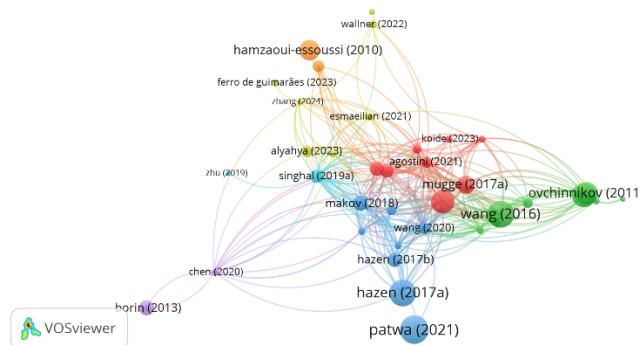 wallner (2022)
hamzaoui-essoussi (2010)
ferro de guimarães (2023)
zhang (2024)
esmaeilian (2021)
koide (2023)
alyahya (2023)
agostini (2021)
zhu (2019)
singhal (2019a)
mugge (2017a)
ovchinnikov (2011
makov (2018)
wang (2016)
wang (2020)
hazen (2017b)
chen (2020)
hazen (2017a)
borin (2013)
VOSviewer
patwa (2021)